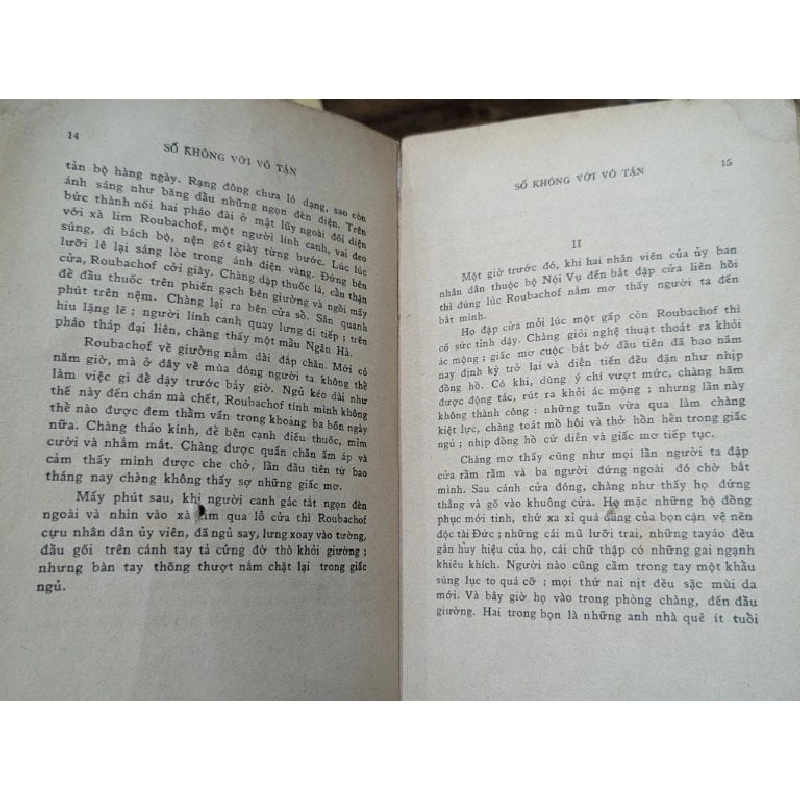 14
SỐ KHÔNG VỚI VÔ TẬN
tản bộ hàng ngày. Rạng đông chưa ló dạng, sao còn
ánh sáng như băng đầu những ngọn đèn điện. Trên
bức thành nối hai pháo đài ở mặt lũy ngoài đối diện
với xà lim Roubachof, một người lính canh, vai đeo
súng, đi bách bộ, nện gót giày từng bước. Lúc lúc
lưỡi lê lại sáng lòe trong ánh điện vàng. Đứng bên
cửa, Roubachof cởi giầy. Chàng dập thuốc lá, cẩn thận
đề đầu thuốc trên phiến gạch bên giường và ngồi mấy
phút trên nệm. Chàng lại ra bên cửa sổ. Sân quanh
hiu lặng lẽ ; người lính canh quay lưng đi tiếp ; trên
pháo tháp đại liên, chàng thấy một mẫu Ngân Hà.
Roubachof về giường nằm dài đắp chăn. Mới có
năm giờ, mà ở đây về mùa đông người ta không thề
làm việc gì đề dậy trước bảy giờ. Ngủ kéo dài như
thế này đến chán mà chết, Roubachof tính mình không
thề nào được đem thằm vấn trong khoảng ba bốn ngày
nữa. Chàng tháo kính, đề bên cạnh điếu thuốc, mỉm
cười và nhắm mắt. Chàng được quấn chăn ấm áp và
cảm thấy mình được che chở, lần đầu tiên từ bao
tháng nay chàng không thấy sợ những giấc mơ.
Mấy phút sau, khi người canh gác tắt ngọn đèn
ngoài và nhìn vào xà lim qua lỗ cửa thì Roubachof
cựu nhân dân ủy viên, đã ngủ say, lưng xoay vào tường,
đầu gối trên cánh tay tả cứng đờ thò khỏi giường ;
nhưng bàn tay thõng thượt nắm chặt lại trong giấc
ngủ.
SỐ KHÔNG VỚI VÔ TẬN
15
II
Một giờ trước đó, khi hai nhân viên của ủy ban
nhân dân thuộc bộ Nội Vụ đến bắt đập cửa liên hồi
thì đúng lúc Roubachof nằm mơ thấy người ta đến
bắt mình.
Họ đập cửa mỗi lúc một gấp còn Roubachof thì
cố sức tỉnh dậy. Chàng giỏi nghệ thuật thoát ra khỏi
ác mộng ; giấc mơ cuộc bắt bớ đầu tiên đã bao năm
nay định kỳ trở lại và diễn tiến đều đặn như nhịp
đồng hồ. Có khi, dùng ý chí vượt mức, chàng hãm
được động tác, rút ra khỏi ác mộng ; nhưng lần này
không thành công ; những tuần vừa qua làm chàng
kiệt lực, chàng toát mồ hôi và thở hồn hền trong giấc
ngủ ; nhịp đồng hồ cứ diễn và giấc mơ tiếp tục.
Chàng mơ thấy cũng như mọi lần người ta đập
cửa rầm rầm và ba người đứng ngoài đó chờ bắt
mình. Sau cánh cửa đóng, chàng như thấy họ đứng
thẳng và gõ vào khuông cửa. Họ mặc những bộ đồng
phục mới tinh, thứ xa xỉ quá đáng của bọn cận vệ nền
độc tài Đức ; những cái mũ lưỡi trai, những tay áo đều
gắn huy hiệu của họ, cái chữ thập có những gai ngạnh
khiêu khích. Người nào cũng cầm trong tay một khầu
súng lục to quá cỡ ; mọi thứ nai nịt đều sặc mùi da
mới. Và bây giờ họ vào trong phòng chàng, đến đầu
giường. Hai trong bọn là những anh nhà quê ít tuổi